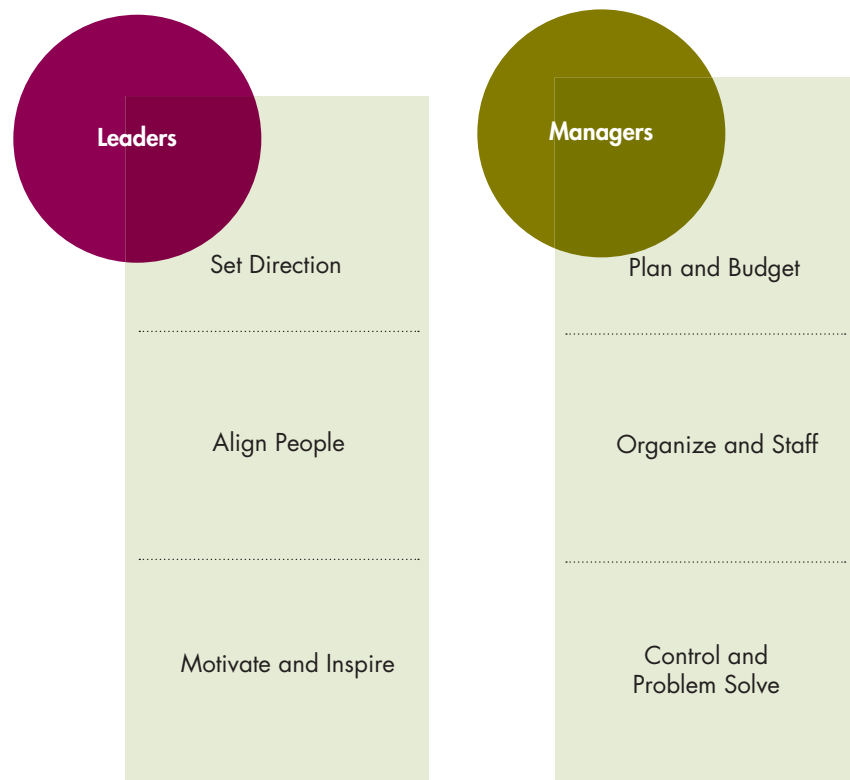 Leaders
Set Direction
Align People
Motivate and Inspire
Managers
Plan and Budget
Organize and Staff
Control and
Problem Solve